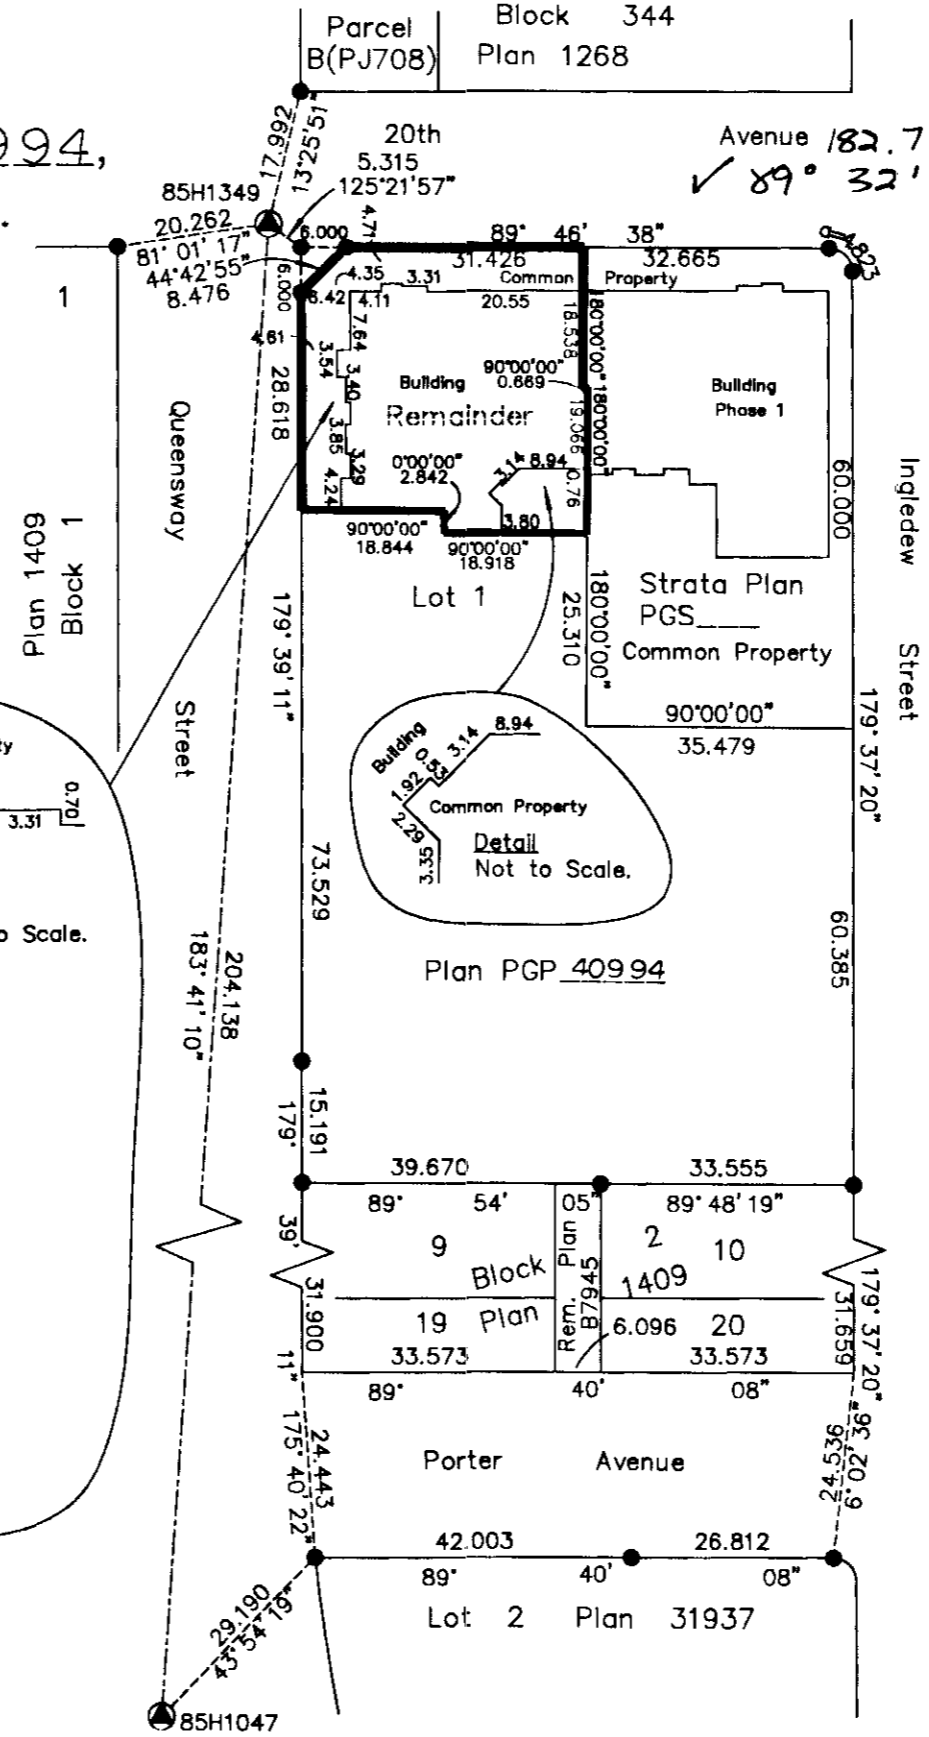 Parcel
B(PJ708)
Block 344
Plan 1268
994,
17.992
13°25'51"
20th Avenue
182.7
✓ 89° 32'
5.315
125°21'57"
85H1349
20.262
81° 01' 17"
44°42'55"
8.476
6.000
4.71
89° 46' 38"
31.426
32.665
4.823
1
6.000
8.42
4.35
4.11
3.31
20.55
Common Property
4.61
7.64
3.54
3.40
3.85
3.29
4.24
28.618
18.538
180°00'00"
90°00'00"
0.669
19.066
180°00'00"
Building
Remainder
Building
Phase 1
0°00'00"
2.842
3.14
8.94
0.76
3.80
90°00'00"
18.844
90°00'00"
18.918
60.000
Queensway
Street
Ingledew
Street
Plan 1409
Block 1
Lot 1
25.310
180°00'00"
Strata Plan
PGS___
Common Property
90°00'00"
35.479
179° 39' 11"
179° 37' 20"
Building
1.92
0.53
3.14
8.94
Common Property
2.29
3.35
Detail
Not to Scale.
3.31
0.70
o Scale.
73.529
204.138
183° 41' 10"
60.385
Plan PGP 40994
15.191
179°
39'
11"
39.670
33.555
89° 54' 05"
89° 48' 19"
9
Block 2
10
Plan 1409
Rem. Plan
B7945
19
20
6.096
31.900
31.659
33.573
33.573
89° 40' 08"
179° 37' 20"
24.443
175° 40' 22"
Porter Avenue
24.536
6° 02' 36"
42.003
26.812
89° 40' 08"
Lot 2 Plan 31937
29.190
43°54'19"
85H1047